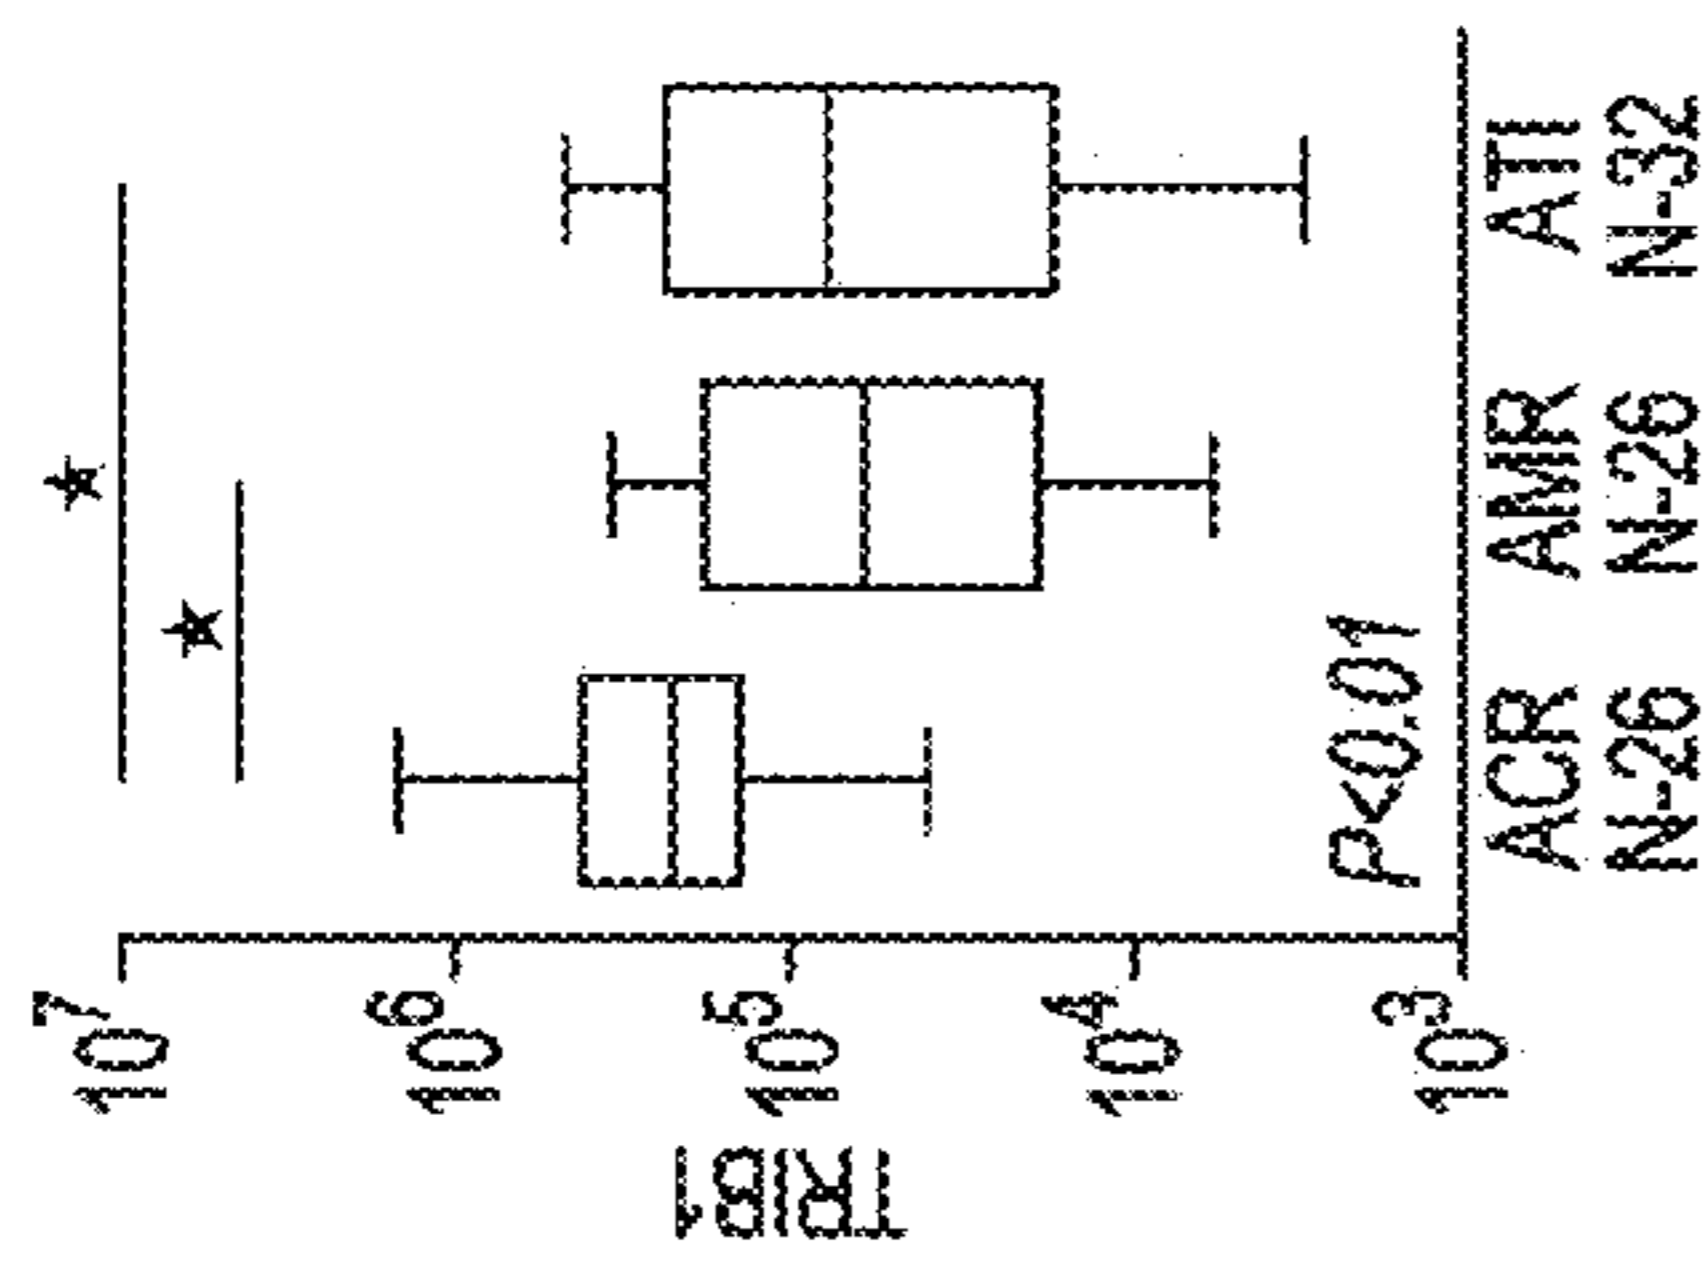 TRIB1
10^7
10^6
10^5
10^4
10^3
★
★
P<0.01
ACR AMR ATI
N-26 N-26 N-32